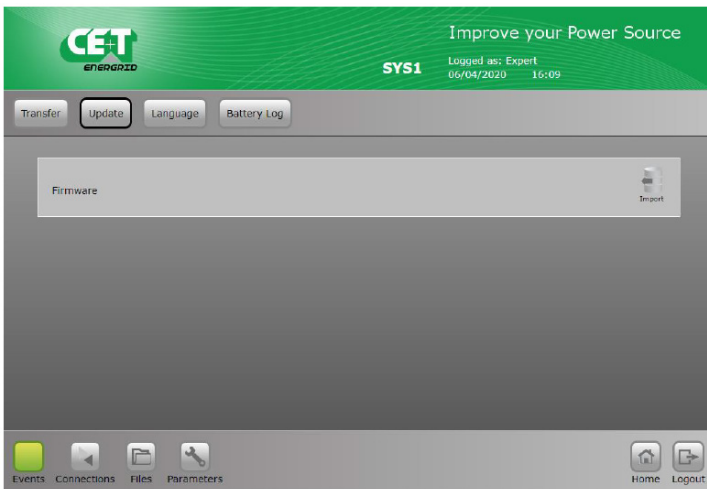 CE+T
ENERGRID
Improve your Power Source
SYS1
Logged as: Expert
06/04/2020 16:09
Transfer
Update
Language
Battery Log
Firmware
Import
Events
Connections
Files
Parameters
Home
Logout